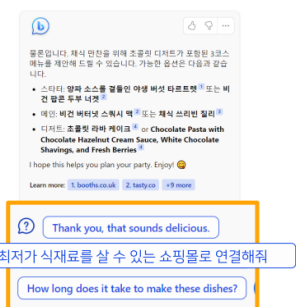 물론입니다. 채식 만찬을 위해 초콜릿 디저트가 포함된 3코스
메뉴를 제안해 드릴 수 있습니다. 가능한 옵션은 다음과 같습
니다.
• 스타터: 양파 소스를 곁들인 야생 버섯 타르트렛 1 또는 비
건 팝콘 두부 너겟 2
• 메인: 비건 버터넛 스쿼시 맥 2 또는 채식 쓰리빈 칠리 3
• 디저트: 초콜릿 라바 케이크 4 or Chocolate Pasta with
Chocolate Hazelnut Cream Sauce, White Chocolate
Shavings, and Fresh Berries 4
I hope this helps you plan your party. Enjoy! 😋
Learn more: 1. booths.co.uk 2. tasty.co +9 more
Thank you, that sounds delicious.
최저가 식재료를 살 수 있는 쇼핑몰로 연결해줘
How long does it take to make these dishes?